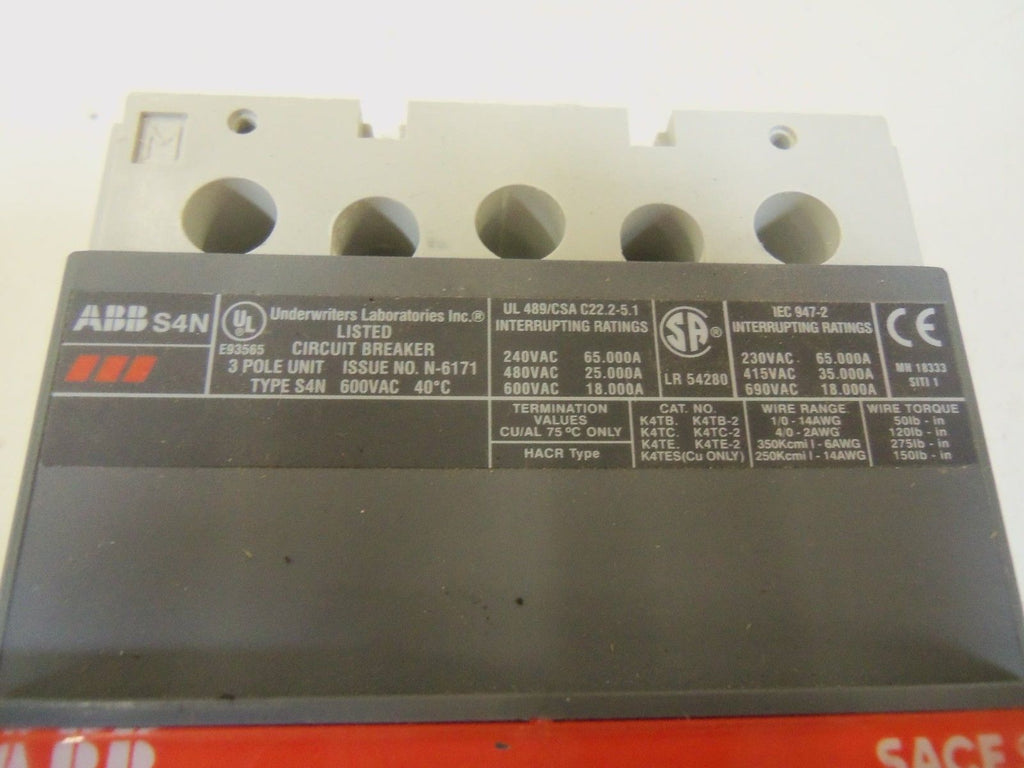 ABB S4N
UL
E93565
Underwriters Laboratories Inc.®
LISTED
CIRCUIT BREAKER
3 POLE UNIT ISSUE NO. N-6171
TYPE S4N 600VAC 40°C
UL 489/CSA C22.2-5.1
INTERRUPTING RATINGS
240VAC 65.000A
480VAC 25.000A
600VAC 18.000A
SA®
LR 54280
IEC 947-2
INTERRUPTING RATINGS
230VAC 65.000A
415VAC 35.000A
690VAC 18.000A
CE
MH 18333
SITI 1
TERMINATION
VALUES
CU/AL 75 ºC ONLY
HACR Type
CAT. NO.
K4TB. K4TB-2
K4TC. K4TC-2
K4TE. K4TE-2
K4TES(Cu ONLY)
WIRE RANGE
1/0 - 14AWG
4/0 - 2AWG
350Kcmil - 6AWG
250Kcmil - 14AWG
WIRE TORQUE
50lb - in
120lb - in
275lb - in
150lb - in
ABB
SACE